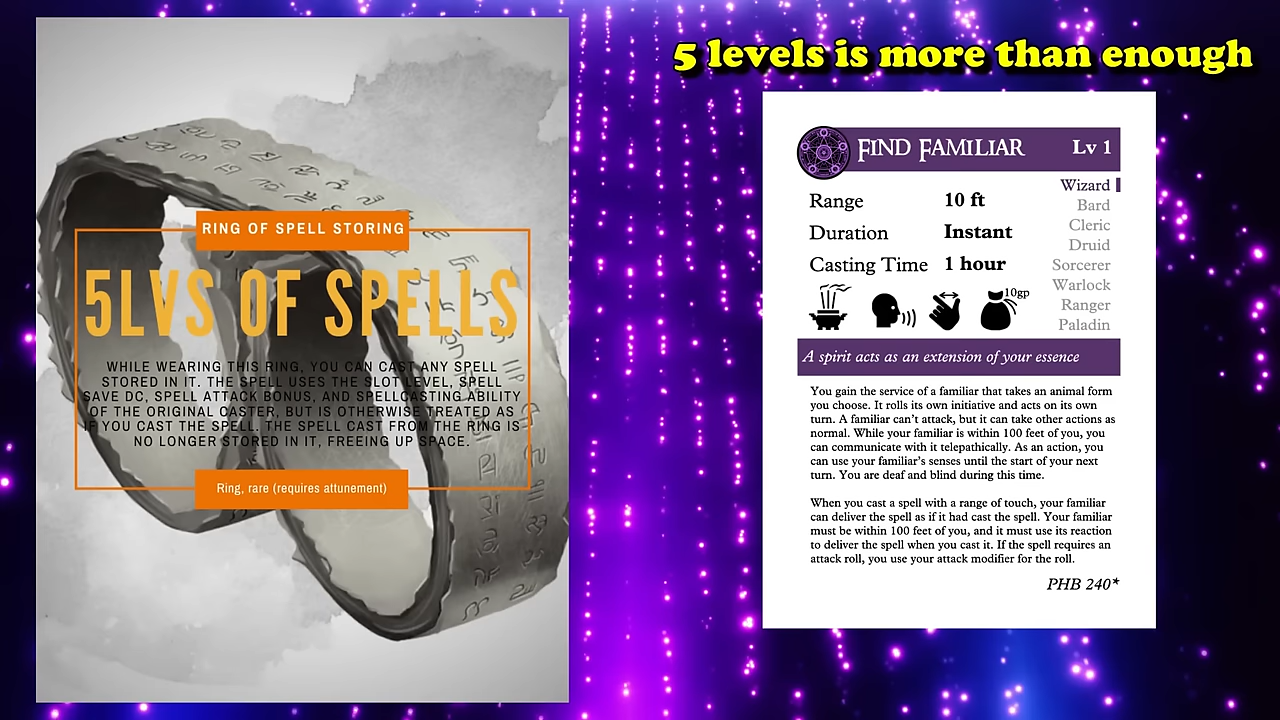 RING OF SPELL STORING
5LVS OF SPELLS
WHILE WEARING THIS RING, YOU CAN CAST ANY SPELL
STORED IN IT. THE SPELL USES THE SLOT LEVEL, SPELL
SAVE DC, SPELL ATTACK BONUS, AND SPELLCASTING ABILITY
OF THE ORIGINAL CASTER, BUT IS OTHERWISE TREATED AS
IF YOU CAST THE SPELL. THE SPELL CAST FROM THE RING IS
NO LONGER STORED IN IT, FREEING UP SPACE.
Ring, rare (requires attunement)
5 levels is more than enough
FIND FAMILIAR Lv 1
Range 10 ft
Duration Instant
Casting Time 1 hour
10gp
Wizard
Bard
Cleric
Druid
Sorcerer
Warlock
Ranger
Paladin
A spirit acts as an extension of your essence
You gain the service of a familiar that takes an animal form
you choose. It rolls its own initiative and acts on its own
turn. A familiar can't attack, but it can take other actions as
normal. While your familiar is within 100 feet of you, you
can communicate with it telepathically. As an action, you
can use your familiar's senses until the start of your next
turn. You are deaf and blind during this time.
When you cast a spell with a range of touch, your familiar
can deliver the spell as if it had cast the spell. Your familiar
must be within 100 feet of you, and it must use its reaction
to deliver the spell when you cast it. If the spell requires an
attack roll, you use your attack modifier for the roll.
PHB 240*